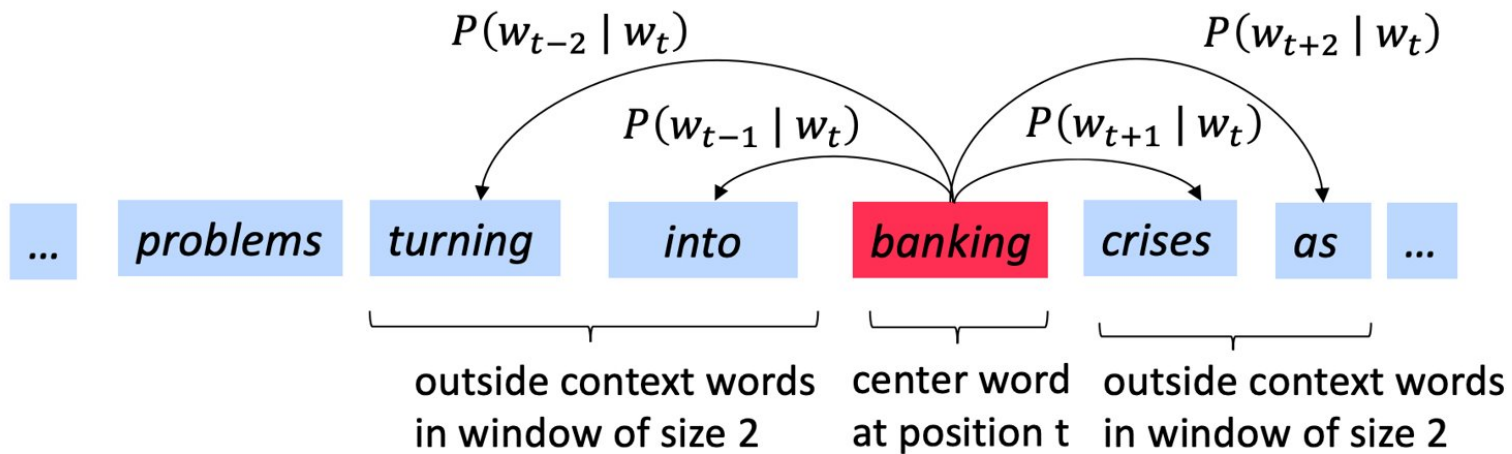 P(w_{t−2} | w_t) P(w_{t+2} | w_t)
P(w_{t−1} | w_t) P(w_{t+1} | w_t)
... problems turning into banking crises as ...
outside context words center word outside context words
in window of size 2 at position t in window of size 2